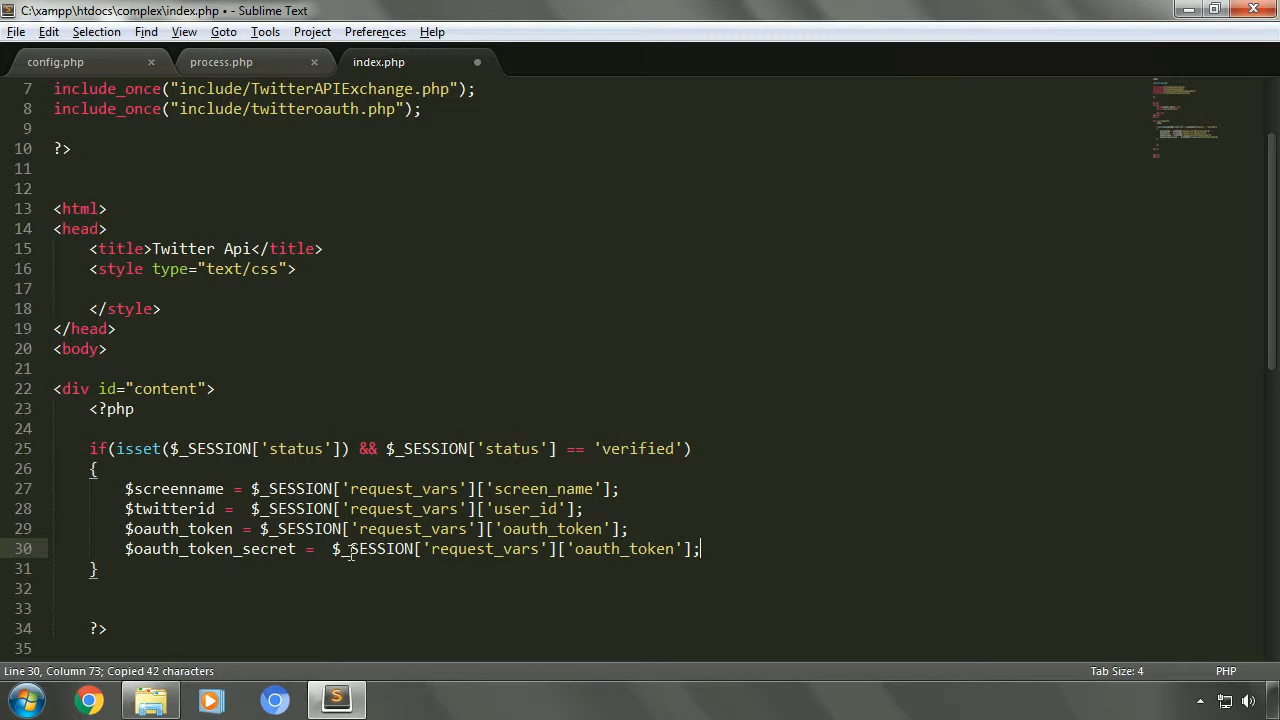 C:\xampp\htdocs\complex\index.php • - Sublime Text
File Edit Selection Find View Goto Tools Project Preferences Help
config.php process.php index.php
7 include_once("include/TwitterAPIExchange.php");
8 include_once("include/twitteroauth.php");
9
10 ?>
11
12
13 <html>
14 <head>
15 <title>Twitter Api</title>
16 <style type="text/css">
17
18 </style>
19 </head>
20 <body>
21
22 <div id="content">
23 <?php
24
25 if(isset($_SESSION['status']) && $_SESSION['status'] == 'verified')
26 {
27 $screenname = $_SESSION['request_vars']['screen_name'];
28 $twitterid =  $_SESSION['request_vars']['user_id'];
29 $oauth_token = $_SESSION['request_vars']['oauth_token'];
30 $oauth_token_secret =  $_SESSION['request_vars']['oauth_token'];
31 }
32
33
34 ?>
35
Line 30, Column 73; Copied 42 characters Tab Size: 4 PHP